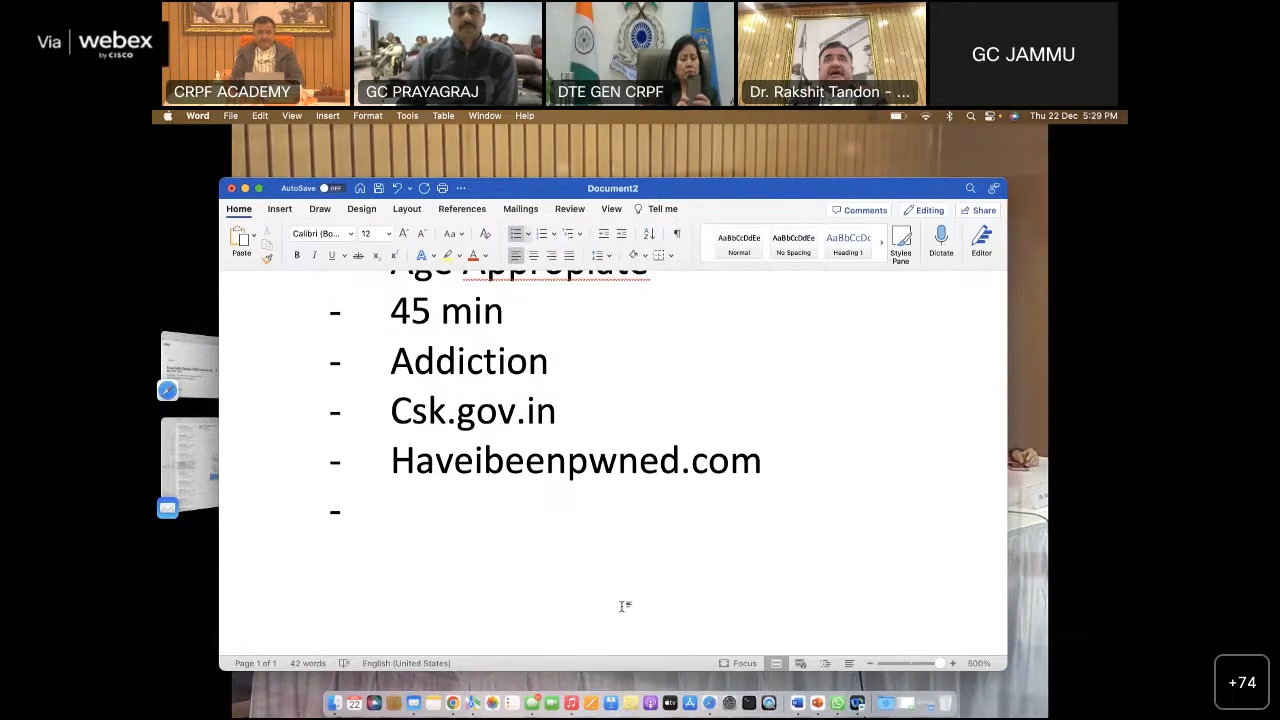 Via webex
by CISCO
CRPF ACADEMY
GC PRAYAGRAJ
DTE GEN CRPF
Dr. Rakshit Tandon - ...
GC JAMMU
Word File Edit View Insert Format Tools Table Window Help
Thu 22 Dec 5:29 PM
AutoSave OFF
Document2
Home Insert Draw Design Layout References Mailings Review View Tell me
Comments Editing Share
Paste
Calibri (Bo... 12
AaBbCcDdEe AaBbCcDdEe AaBbCcDc
Normal No Spacing Heading 1
Styles Pane
Dictate
Editor
Age Appropiate
- 45 min
- Addiction
- Csk.gov.in
- Haveibeenpwned.com
-
Page 1 of 1 42 words English (United States) Focus 500%
+74